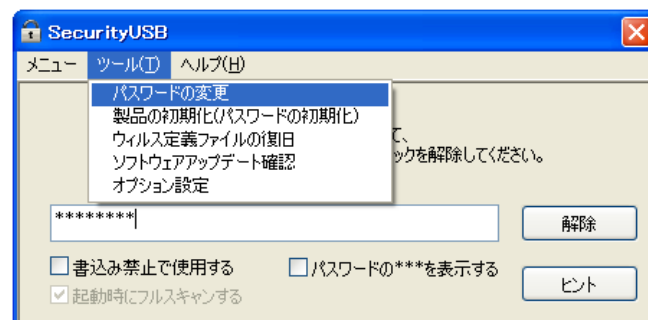 SecurityUSB
メニュー ツール(T) ヘルプ(H)
パスワードの変更
製品の初期化(パスワードの初期化)
ウィルス定義ファイルの復旧
て、
ソフトウェアアップデート確認
ックを解除してください。
オプション設定
********
解除
書込み禁止で使用する
パスワードの***を表示する
ヒント
起動時にフルスキャンする